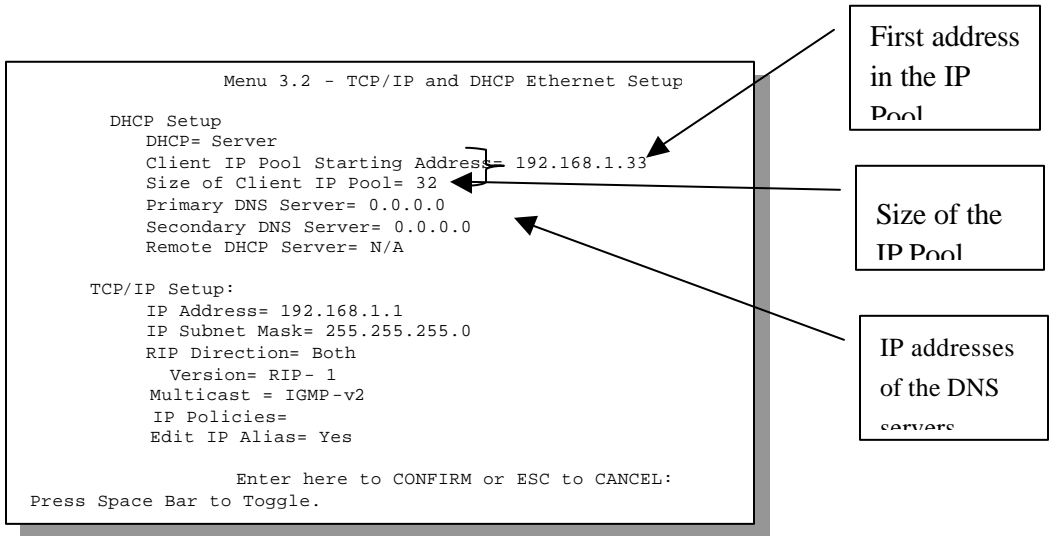 Menu 3.2 - TCP/IP and DHCP Ethernet Setup
DHCP Setup
DHCP= Server
Client IP Pool Starting Address= 192.168.1.33
Size of Client IP Pool= 32
Primary DNS Server= 0.0.0.0
Secondary DNS Server= 0.0.0.0
Remote DHCP Server= N/A
TCP/IP Setup:
IP Address= 192.168.1.1
IP Subnet Mask= 255.255.255.0
RIP Direction= Both
Version= RIP- 1
Multicast = IGMP-v2
IP Policies=
Edit IP Alias= Yes
Enter here to CONFIRM or ESC to CANCEL:
Press Space Bar to Toggle.
First address
in the IP
Pool
Size of the
IP Pool
IP addresses
of the DNS
servers